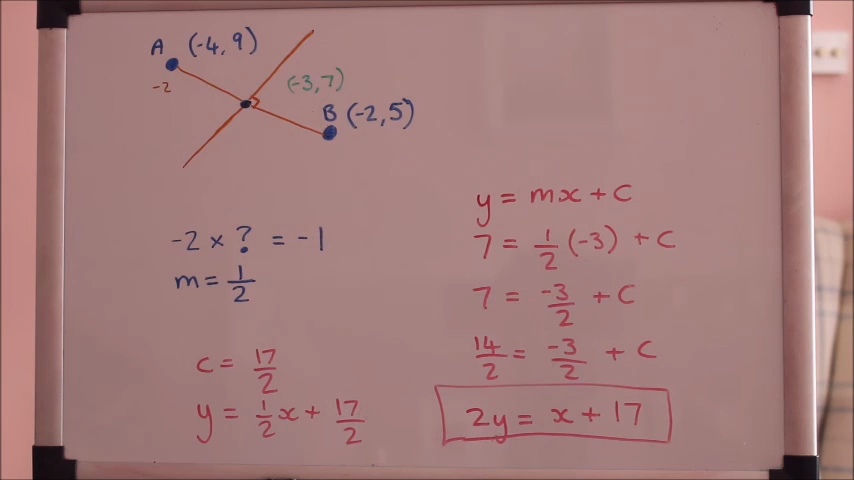 A (-4, 9)
-2
(-3, 7)
B (-2, 5)
-2 × ? = -1
m = 1/2
c = 17/2
y = 1/2 x + 17/2
y = mx + c
7 = 1/2 (-3) + c
7 = -3/2 + c
14/2 = -3/2 + c
2y = x + 17